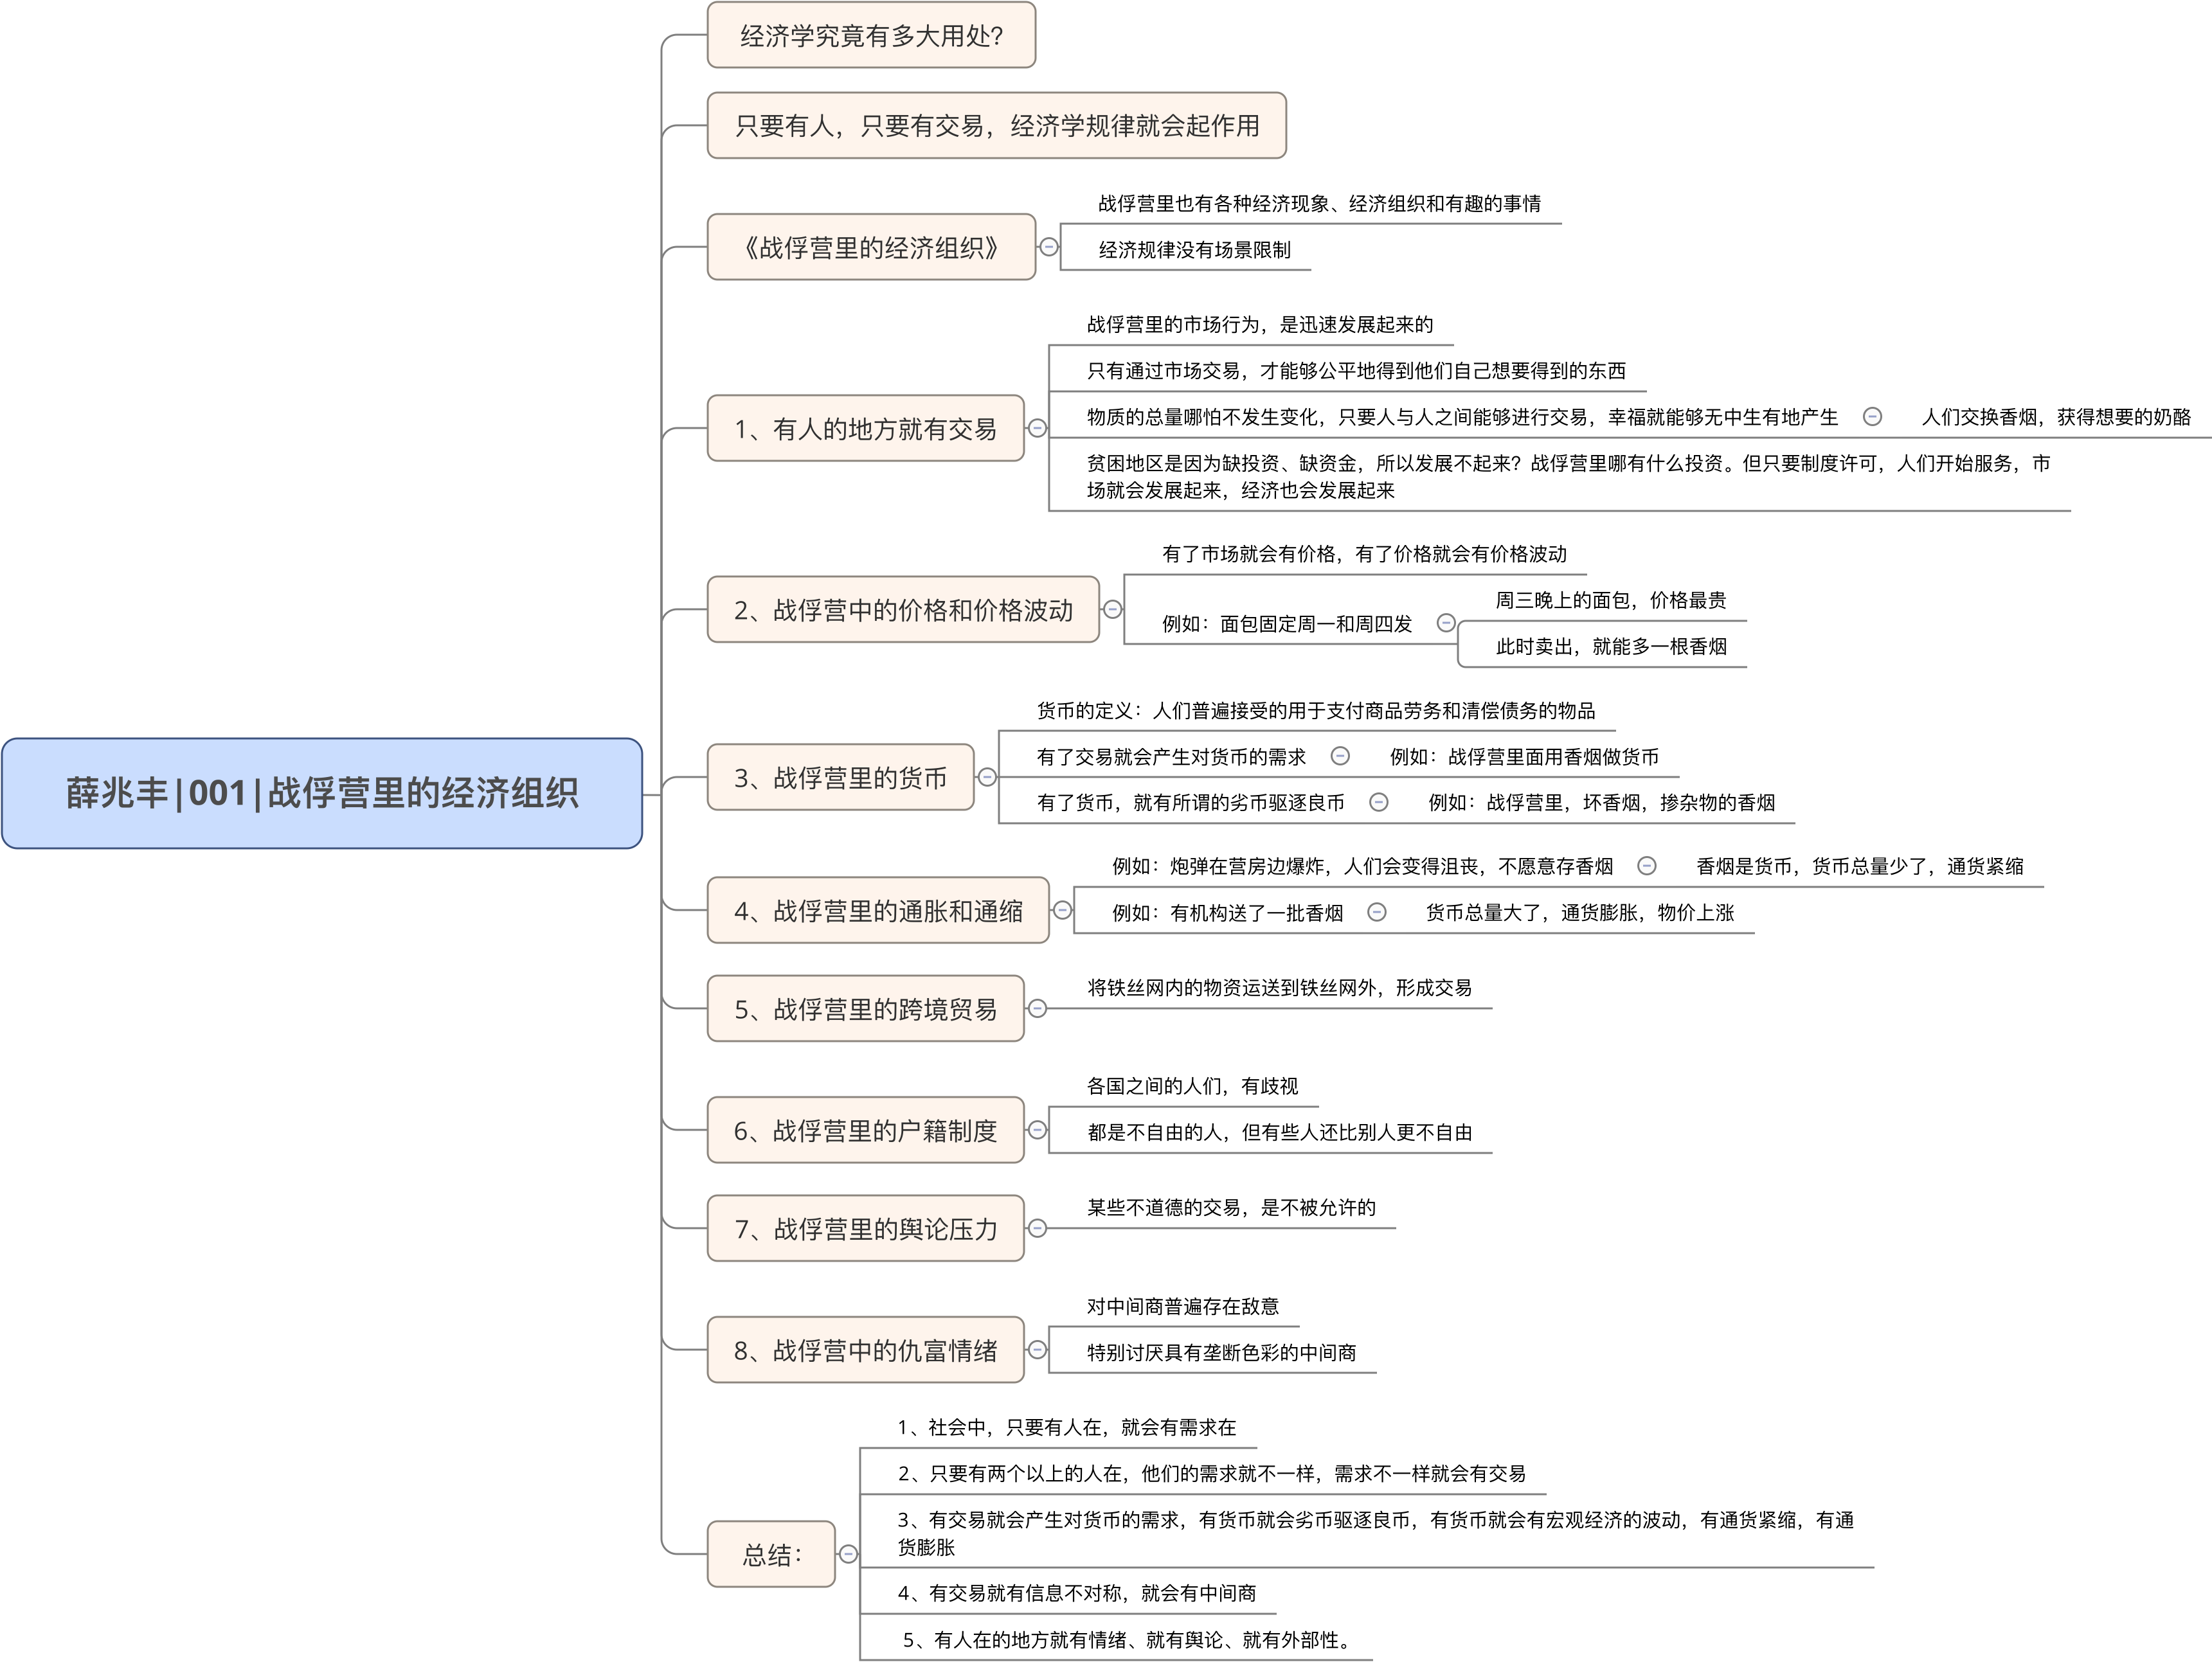 经济学究竟有多大用处?
只要有人，只要有交易，经济学规律就会起作用
《战俘营里的经济组织》
战俘营里也有各种经济现象、经济组织和有趣的事情
经济规律没有场景限制
1、有人的地方就有交易
战俘营里的市场行为，是迅速发展起来的
只有通过市场交易，才能够公平地得到他们自己想要得到的东西
物质的总量哪怕不发生变化，只要人与人之间能够进行交易，幸福就能够无中生有地产生
人们交换香烟，获得想要的奶酪
贫困地区是因为缺投资、缺资金，所以发展不起来？战俘营里哪有什么投资。但只要制度许可，人们开始服务，市
场就会发展起来，经济也会发展起来
2、战俘营中的价格和价格波动
有了市场就会有价格，有了价格就会有价格波动
例如：面包固定周一和周四发
周三晚上的面包，价格最贵
此时卖出，就能多一根香烟
薛兆丰|001|战俘营里的经济组织
3、战俘营里的货币
货币的定义：人们普遍接受的用于支付商品劳务和清偿债务的物品
有了交易就会产生对货币的需求
例如：战俘营里面用香烟做货币
有了货币，就有所谓的劣币驱逐良币
例如：战俘营里，坏香烟，掺杂物的香烟
4、战俘营里的通胀和通缩
例如：炮弹在营房边爆炸，人们会变得沮丧，不愿意存香烟
香烟是货币，货币总量少了，通货紧缩
例如：有机构送了一批香烟
货币总量大了，通货膨胀，物价上涨
5、战俘营里的跨境贸易
将铁丝网内的物资运送到铁丝网外，形成交易
6、战俘营里的户籍制度
各国之间的人们，有歧视
都是不自由的人，但有些人还比别人更不自由
7、战俘营里的舆论压力
某些不道德的交易，是不被允许的
8、战俘营中的仇富情绪
对中间商普遍存在敌意
特别讨厌具有垄断色彩的中间商
总结：
1、社会中，只要有人在，就会有需求在
2、只要有两个以上的人在，他们的需求就不一样，需求不一样就会有交易
3、有交易就会产生对货币的需求，有货币就会劣币驱逐良币，有货币就会有宏观经济的波动，有通货紧缩，有通
货膨胀
4、有交易就有信息不对称，就会有中间商
5、有人在的地方就有情绪、就有舆论、就有外部性。